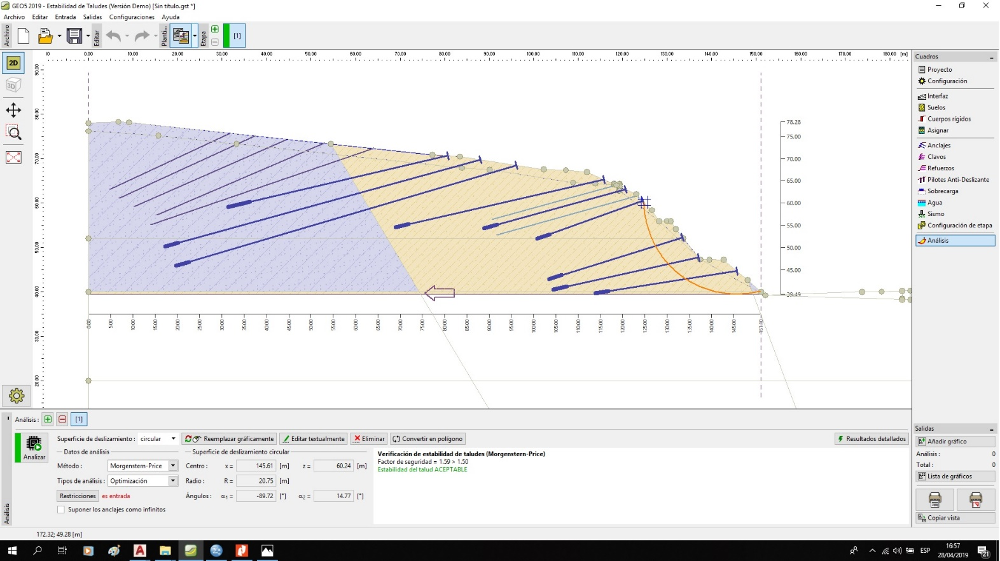 GEO5 2019 - Estabilidad de Taludes (Versión Demo) [Sin título.gst *]
Archivo Editar Entrada Salidas Configuraciones Ayuda
Archivo Editar Planti... Etapa [1]
2D 0.00 10.00 20.00 30.00 40.00 50.00 60.00 70.00 80.00 90.00 100.00 110.00 120.00 130.00 140.00 150.00 160.00 170.00 180.00 [m]
3D
90.00
80.00
70.00
60.00
50.00
40.00
30.00
20.00
78.28
75.00
70.00
65.00
60.00
55.00
50.00
45.00
39.49
0.00 5.00 10.00 15.00 20.00 25.00 30.00 35.00 40.00 45.00 50.00 55.00 60.00 65.00 70.00 75.00 80.00 85.00 90.00 95.00 100.00 105.00 110.00 115.00 120.00 125.00 130.00 135.00 140.00 145.00
Cuadros
Proyecto
Configuración
Interfaz
Suelos
Cuerpos rígidos
Asignar
Anclajes
Clavos
Refuerzos
Pilotes Anti-Deslizante
Sobrecarga
Agua
Sismo
Configuración de etapa
Análisis
Análisis : [1]
Analizar
Superficie de deslizamiento : circular Reemplazar gráficamente Editar textualmente Eliminar Convertir en polígono Resultados detallados
Datos de análisis Superficie de deslizamiento circular
Método : Morgenstern-Price Centro : x = 145.61 [m] z = 60.24 [m]
Tipos de análisis : Optimización Radio : R = 20.75 [m]
Restricciones es entrada Ángulos : α1 = -89.72 [°] α2 = 14.77 [°]
Suponer los anclajes como infinitos
Verificación de estabilidad de taludes (Morgenstern-Price)
Factor de seguridad = 1.59 > 1.50
Estabilidad del talud ACEPTABLE
Análisis
Salidas
Añadir gráfico
Análisis : 0
Total : 0
Lista de gráficos
Copiar vista
172.32; 49.28 [m]
ESP 16:57
28/04/2019
21